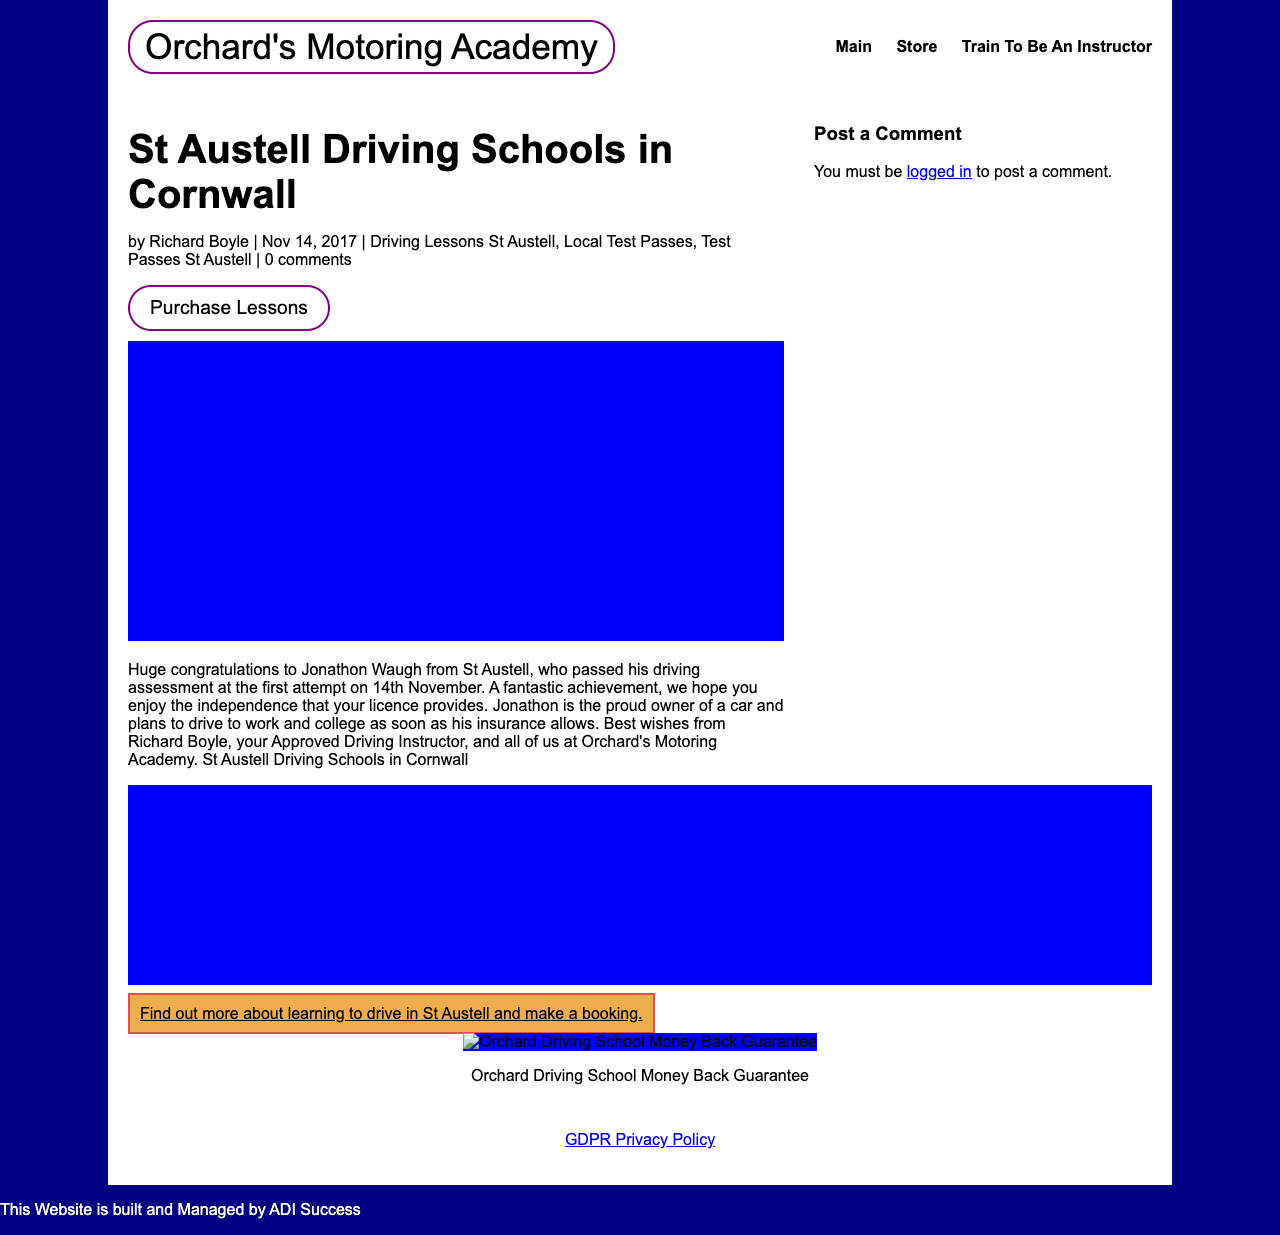 Orchard's Motoring Academy
Main Store Train To Be An Instructor
St Austell Driving Schools in
Cornwall
by Richard Boyle | Nov 14, 2017 | Driving Lessons St Austell, Local Test Passes, Test
Passes St Austell | 0 comments
Purchase Lessons
Huge congratulations to Jonathon Waugh from St Austell, who passed his driving
assessment at the first attempt on 14th November. A fantastic achievement, we hope you
enjoy the independence that your licence provides. Jonathon is the proud owner of a car and
plans to drive to work and college as soon as his insurance allows. Best wishes from
Richard Boyle, your Approved Driving Instructor, and all of us at Orchard's Motoring
Academy. St Austell Driving Schools in Cornwall
Post a Comment
You must be logged in to post a comment.
Find out more about learning to drive in St Austell and make a booking.
Orchard Driving School Money Back Guarantee
Orchard Driving School Money Back Guarantee
GDPR Privacy Policy
This Website is built and Managed by ADI Success